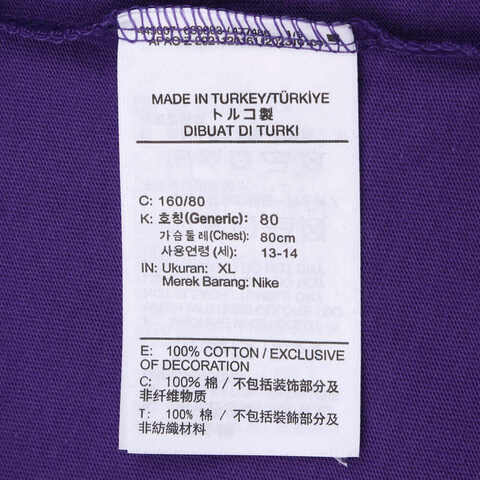 MADE IN TURKEY/TÜRKİYE
トルコ製
DIBUAT DI TURKI
C: 160/80
K: 호칭(Generic): 80
가슴둘레(Chest): 80cm
사용연령 (세): 13-14
IN: Ukuran: XL
Merek Barang: Nike
E: 100% COTTON / EXCLUSIVE
OF DECORATION
C: 100% 棉 / 不包括装饰部分及
非纤维物质
T: 100% 棉 / 不包括裝飾部分及
非紡織材料